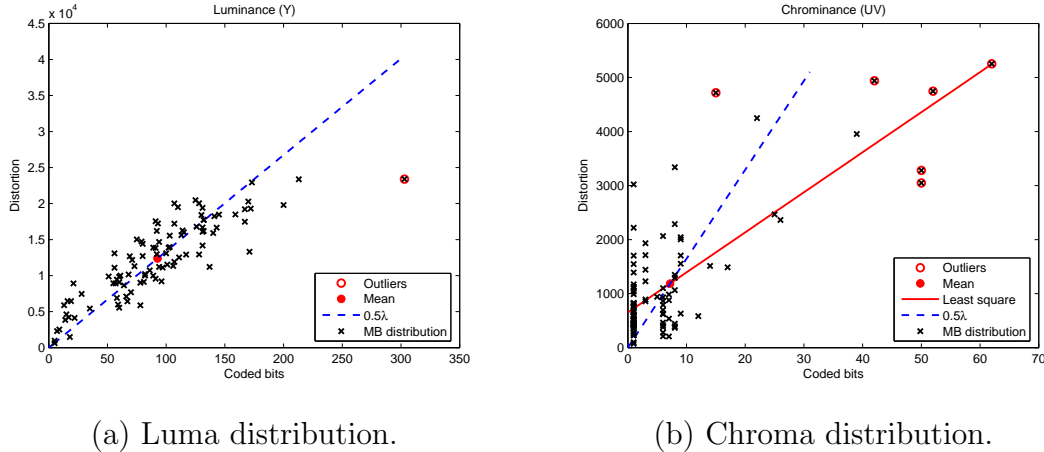 Luminance (Y)
4.5
x 10^4
4
3.5
3
2.5
2
1.5
1
0.5
0
Distortion
0 50 100 150 200 250 300 350
Coded bits
Outliers
Mean
0.5λ
MB distribution
(a) Luma distribution.
Chrominance (UV)
6000
5000
4000
3000
2000
1000
0
Distortion
0 10 20 30 40 50 60 70
Coded bits
Outliers
Mean
Least square
0.5λ
MB distribution
(b) Chroma distribution.